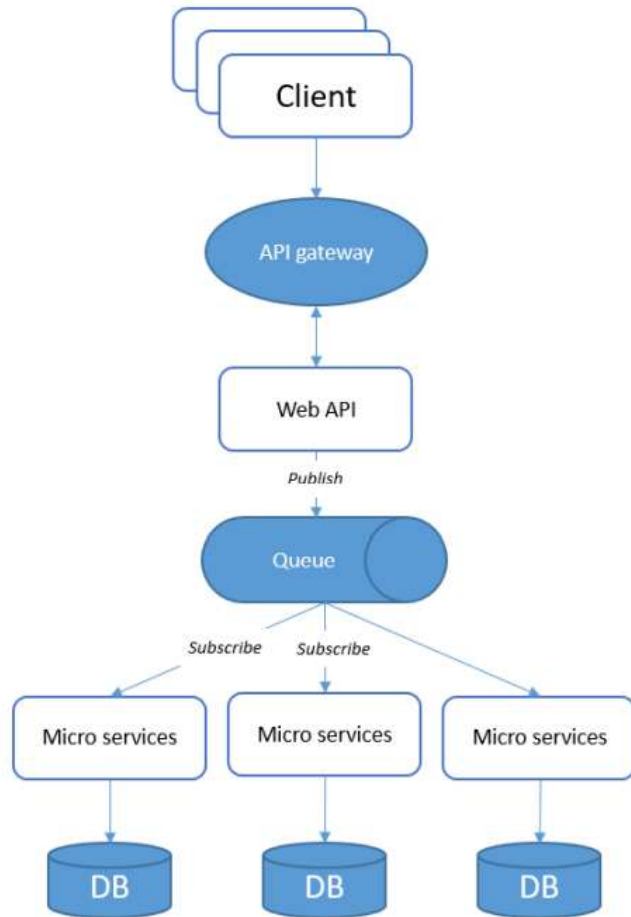 Client
API gateway
Web API
Publish
Queue
Subscribe Subscribe
Micro services Micro services Micro services
DB DB DB